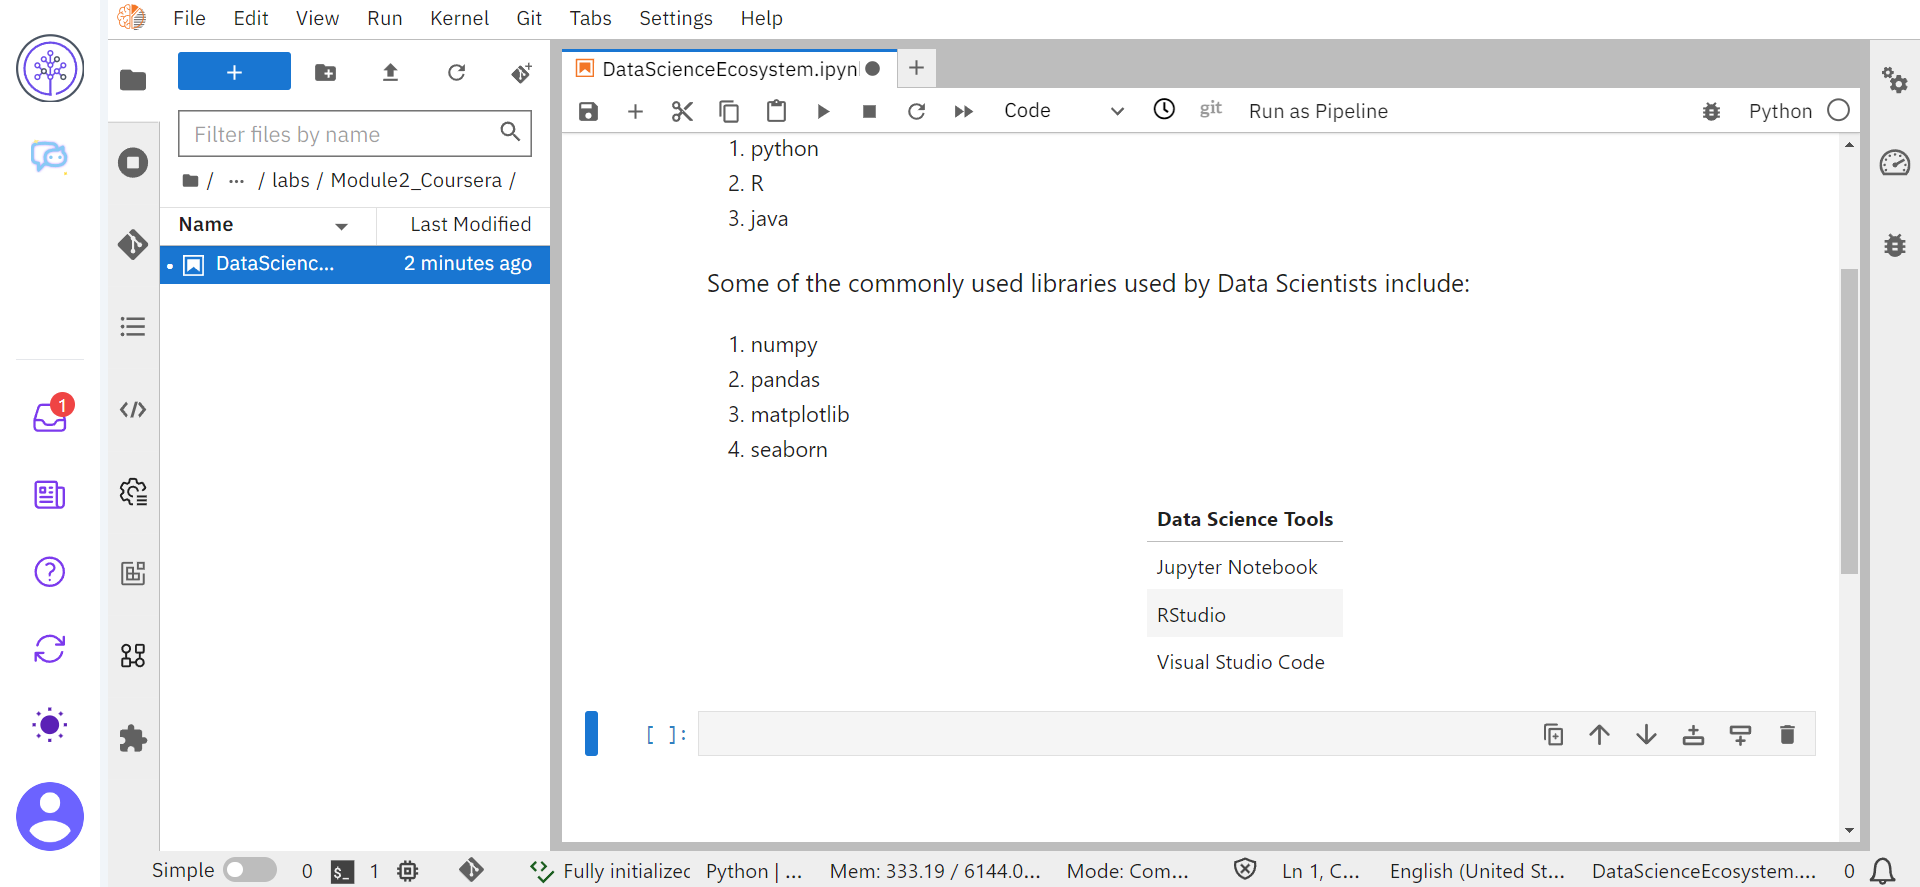 File Edit View Run Kernel Git Tabs Settings Help
Filter files by name
/ ... / labs / Module2_Coursera /
Name Last Modified
DataScienc... 2 minutes ago
1
DataScienceEcosystem.ipyn
Code git Run as Pipeline Python
1. python
2. R
3. java
Some of the commonly used libraries used by Data Scientists include:
1. numpy
2. pandas
3. matplotlib
4. seaborn
Data Science Tools
Jupyter Notebook
RStudio
Visual Studio Code
[ ]:
Simple 0 $_ 1 Fully initialized Python | ... Mem: 333.19 / 6144.0... Mode: Com... Ln 1, C... English (United St... DataScienceEcosystem.... 0